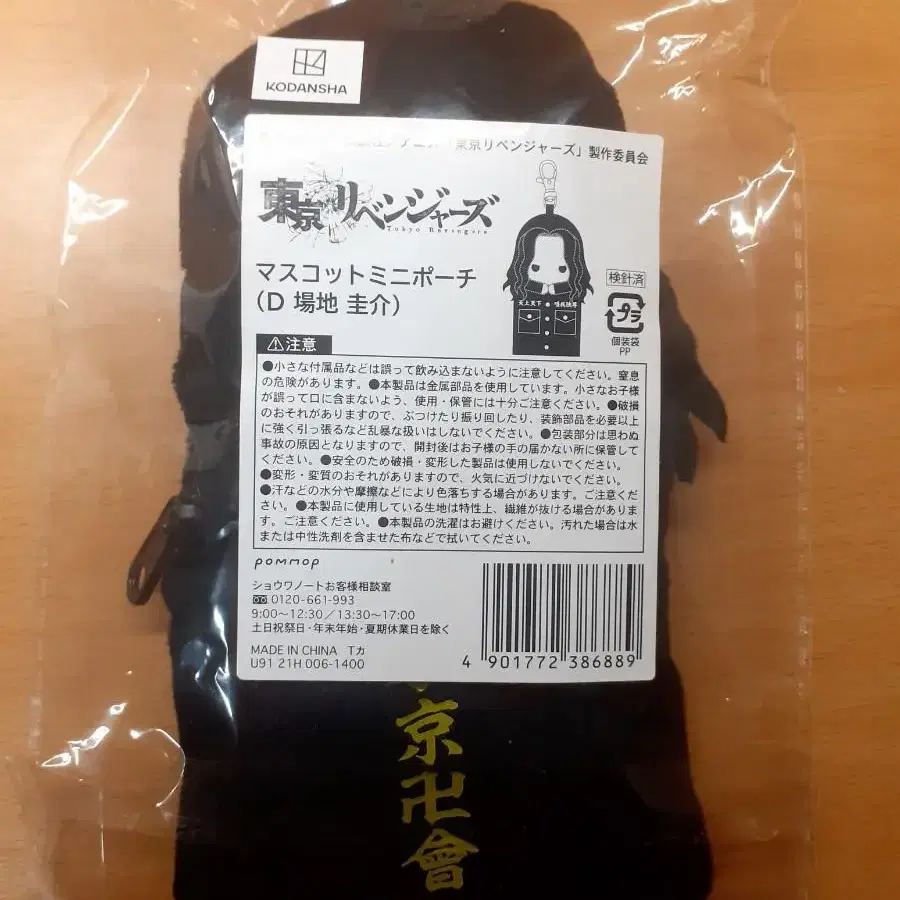 KODANSHA
「東京リベンジャーズ」製作委員会
東京リベンジャーズ
Tokyo Revengers
マスコットミニポーチ
(D 場地 圭介)
天上天下 唯我独尊
検針済
プラ
個装袋
PP
⚠注意
●小さな付属品などは誤って飲み込まないように注意してください。窒息
の危険があります。●本製品は金属部品を使用しています。小さなお子様
が誤って口に含まないよう、使用・保管には十分ご注意ください。●破損
のおそれがありますので、ぶつけたり振り回したり、装飾部品を必要以上
に強く引っ張るなど乱暴な扱いはしないでください。●包装部分は思わぬ
事故の原因となりますので、開封後はお子様の手の届かない所に保管して
ください。●安全のため破損・変形した製品は使用しないでください。
●変形・変質のおそれがありますので、火気に近づけないでください。
●汗などの水分や摩擦などにより色落ちする場合があります。ご注意くだ
さい。●本製品に使用している生地は特性上、繊維が抜ける場合がありま
す。ご注意ください。●本製品の洗濯はお避けください。汚れた場合は水
または中性洗剤を含ませた布などで拭いてください。
pommop
ショウワノートお客様相談室
0120-661-993
9:00~12:30/13:30~17:00
土日祝祭日・年末年始・夏期休業日を除く
MADE IN CHINA Tカ
U91 21H 006-1400
4 901772 386889
京卍會